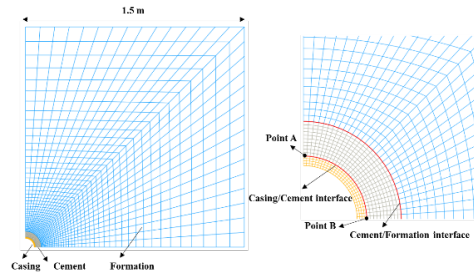 1.5 m
Casing
Cement
Formation
Point A
Casing/Cement interface
Point B
Cement/Formation interface